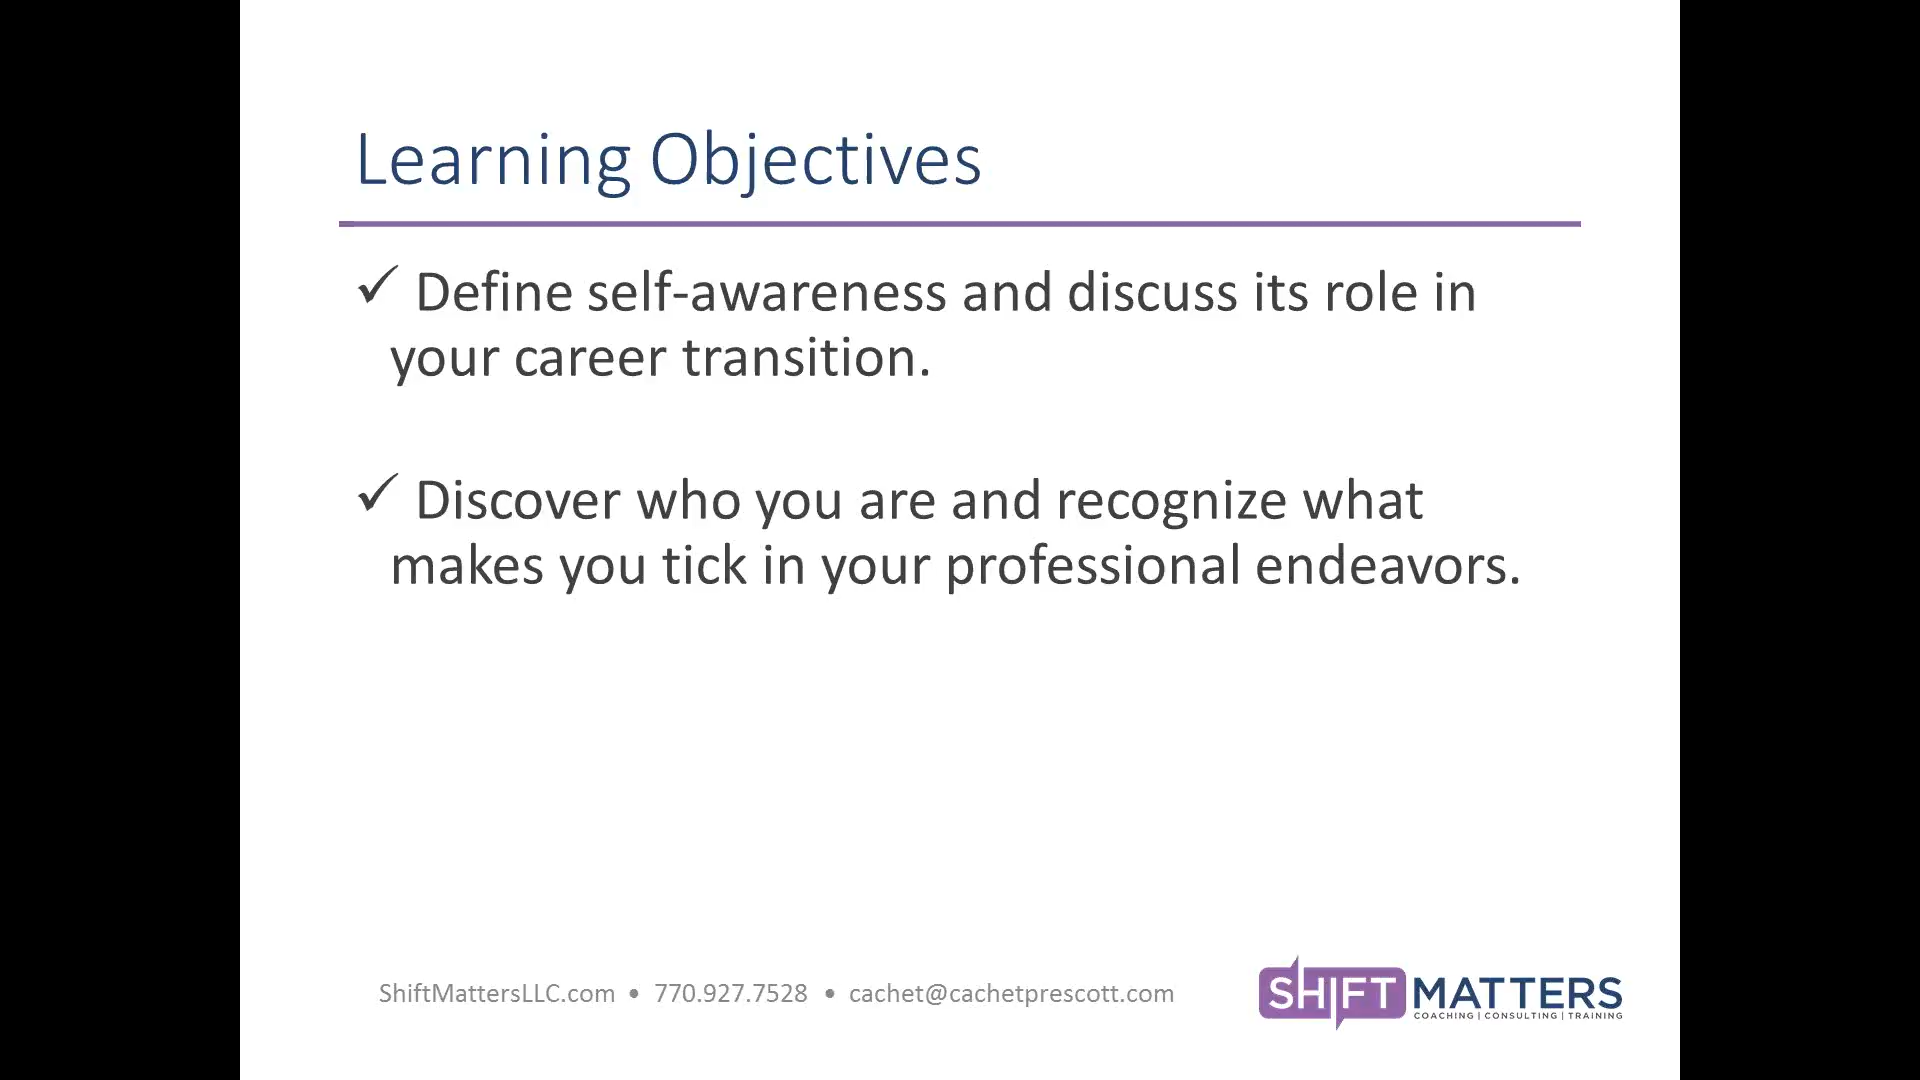 Learning Objectives
✓ Define self-awareness and discuss its role in
your career transition.
✓ Discover who you are and recognize what
makes you tick in your professional endeavors.
ShiftMattersLLC.com • 770.927.7528 • cachet@cachetprescott.com
SHIFT MATTERS
COACHING | CONSULTING | TRAINING